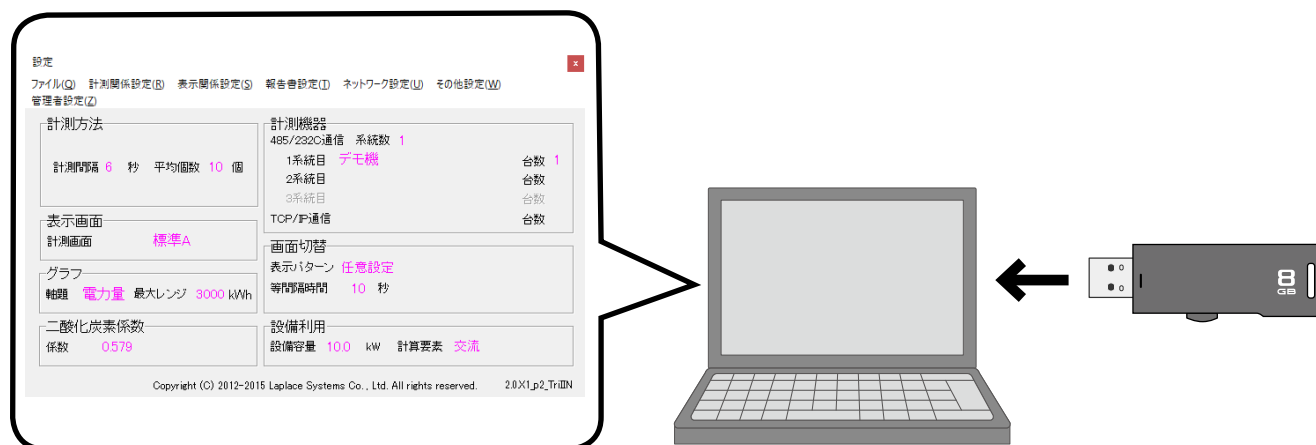 設定
x
ファイル(Q) 計測関係設定(R) 表示関係設定(S) 報告書設定(T) ネットワーク設定(U) その他設定(W)
管理者設定(Z)
計測方法
計測間隔 6 秒 平均個数 10 個
表示画面
計測画面 標準A
グラフ
軸題 電力量 最大レンジ 3000 kWh
二酸化炭素係数
係数 0.579
計測機器
485/232C通信 系統数 1
1系統目 デモ機 台数 1
2系統目 台数
3系統目 台数
TCP/IP通信 台数
画面切替
表示パターン 任意設定
等間隔時間 10 秒
設備利用
設備容量 10.0 kW 計算要素 交流
Copyright (C) 2012-2015 Laplace Systems Co., Ltd. All rights reserved. 2.0.X1_p2_TriIIN
8
GB